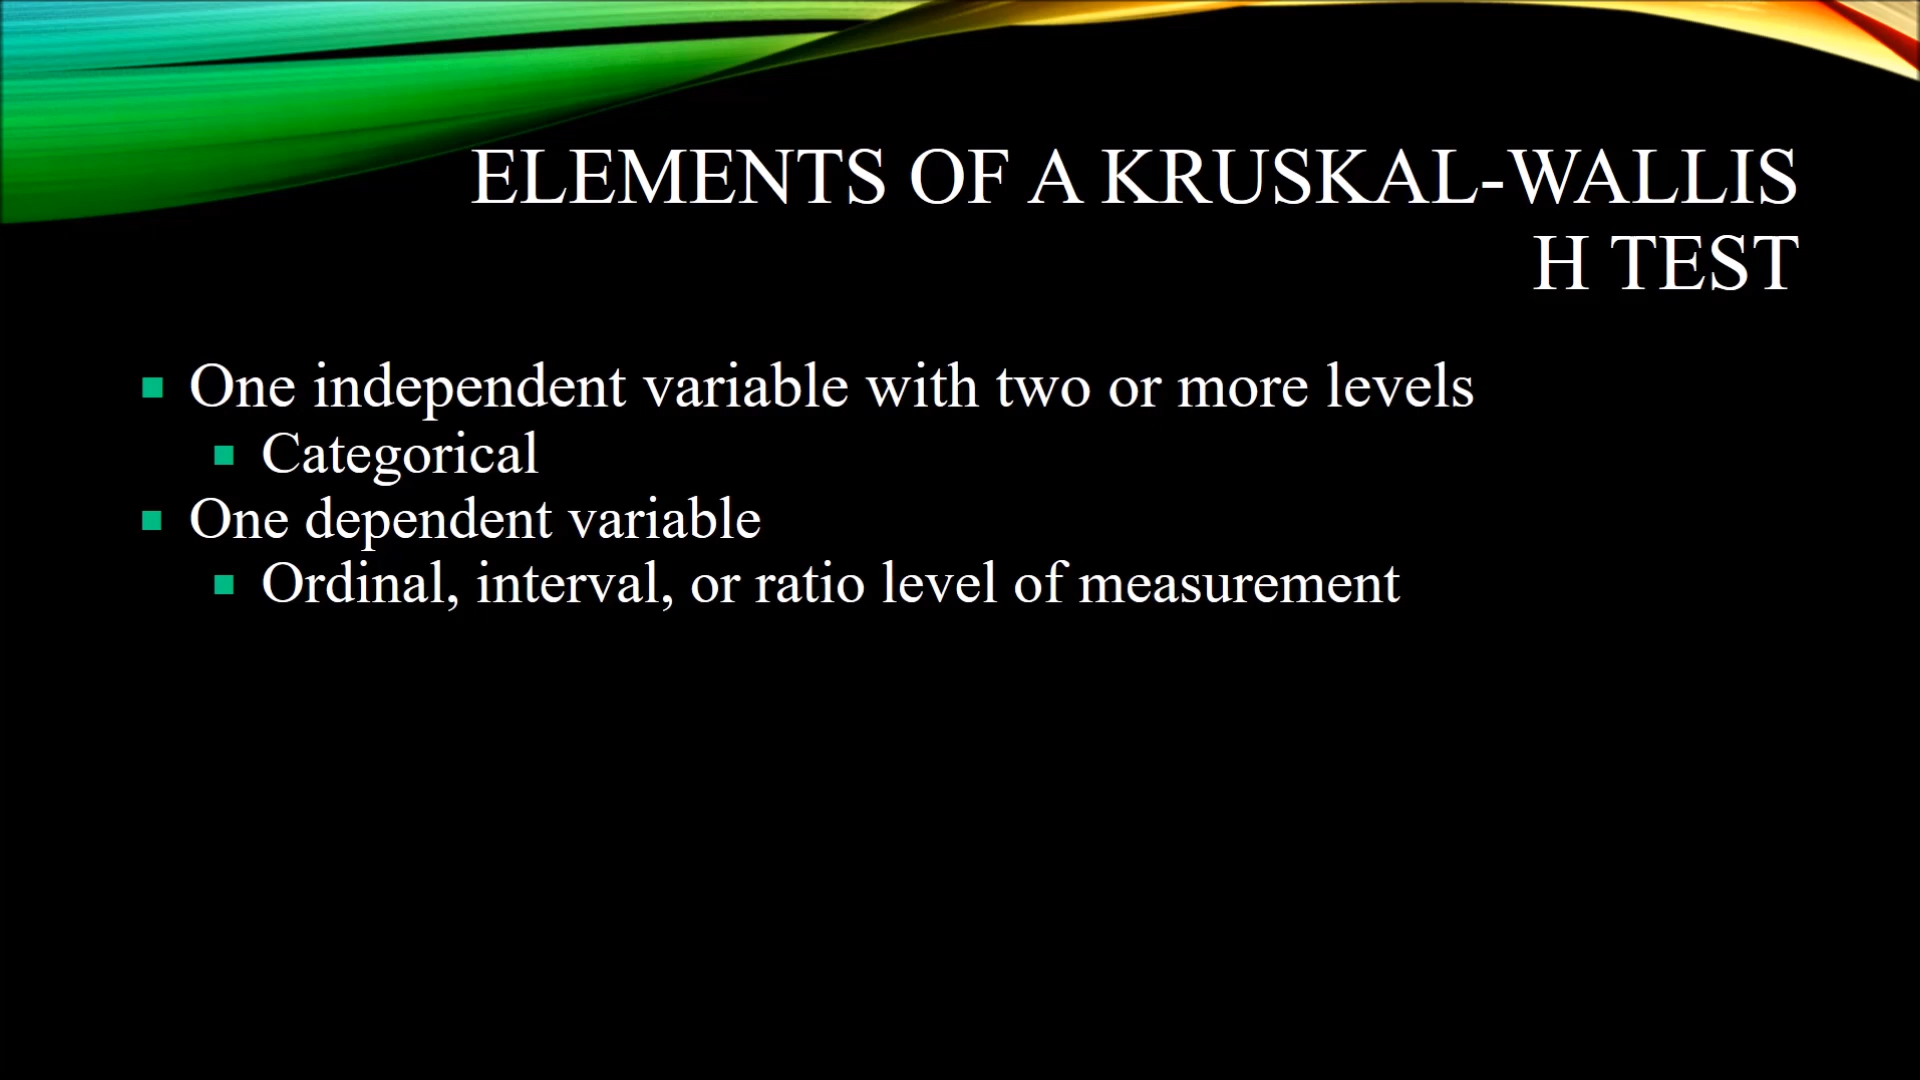 ELEMENTS OF A KRUSKAL-WALLIS
H TEST
One independent variable with two or more levels
Categorical
One dependent variable
Ordinal, interval, or ratio level of measurement